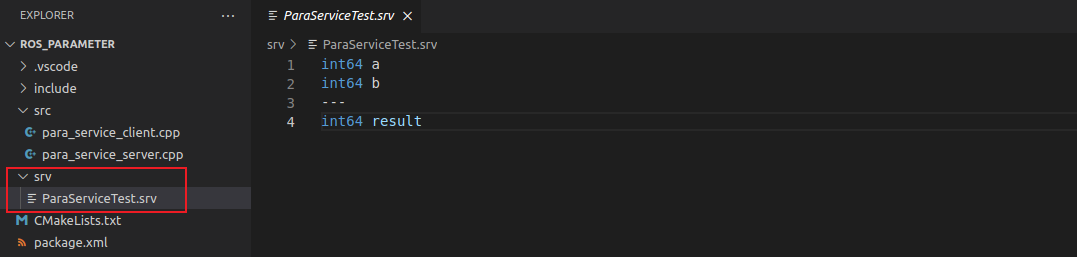 EXPLORER ...
ROS_PARAMETER
.vscode
include
src
para_service_client.cpp
para_service_server.cpp
srv
ParaServiceTest.srv
CMakeLists.txt
package.xml
ParaServiceTest.srv
srv > ParaServiceTest.srv
1 int64 a
2 int64 b
3 ---
4 int64 result